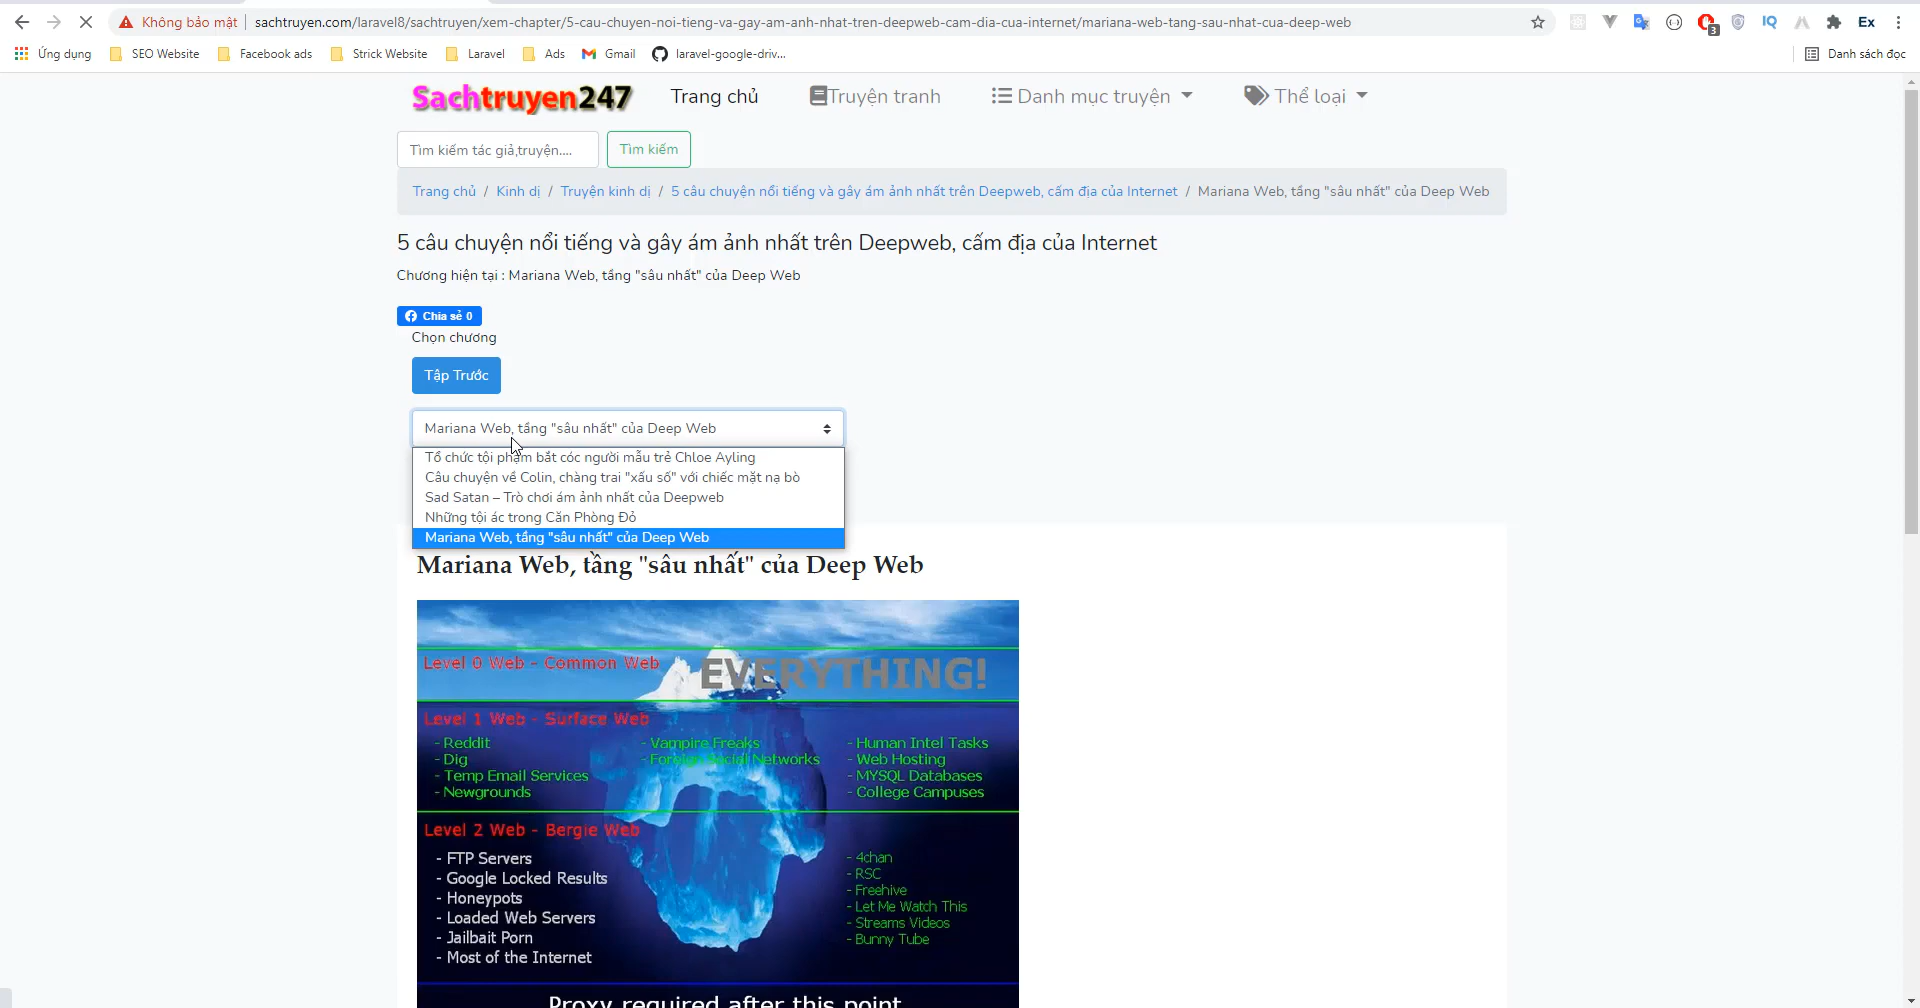 Không bảo mật sachtruyen.com/laravel8/sachtruyen/xem-chapter/5-cau-chuyen-noi-tieng-va-gay-am-anh-nhat-tren-deepweb-cam-dia-cua-internet/mariana-web-tang-sau-nhat-cua-deep-web 3 IQ Ex
Ứng dụng SEO Website Facebook ads Strick Website Laravel Ads Gmail laravel-google-driv... Danh sách đọc
Sachtruyen247 Trang chủ Truyện tranh Danh mục truyện Thể loại
Tìm kiếm tác giả,truyện.... Tìm kiếm
Trang chủ / Kinh dị / Truyện kinh dị / 5 câu chuyện nổi tiếng và gây ám ảnh nhất trên Deepweb, cấm địa của Internet / Mariana Web, tầng "sâu nhất" của Deep Web
5 câu chuyện nổi tiếng và gây ám ảnh nhất trên Deepweb, cấm địa của Internet
Chương hiện tại : Mariana Web, tầng "sâu nhất" của Deep Web
Chia sẻ 0
Chọn chương
Tập Trước
Mariana Web, tầng "sâu nhất" của Deep Web
Tổ chức tội phạm bắt cóc người mẫu trẻ Chloe Ayling
Câu chuyện về Colin, chàng trai "xấu số" với chiếc mặt nạ bò
Sad Satan – Trò chơi ám ảnh nhất của Deepweb
Những tội ác trong Căn Phòng Đỏ
Mariana Web, tầng "sâu nhất" của Deep Web
Mariana Web, tầng "sâu nhất" của Deep Web
Level 0 Web - Common Web EVERYTHING!
Level 1 Web - Surface Web
- Reddit - Vampire Freaks - Human Intel Tasks
- Dig - Foreign Social Networks - Web Hosting
- Temp Email Services - MYSQL Databases
- Newgrounds - College Campuses
Level 2 Web - Bergie Web
- FTP Servers - 4chan
- Google Locked Results - RSC
- Honeypots - Freehive
- Loaded Web Servers - Let Me Watch This
- Jailbait Porn - Streams Videos
- Most of the Internet - Bunny Tube
Proxy required after this point